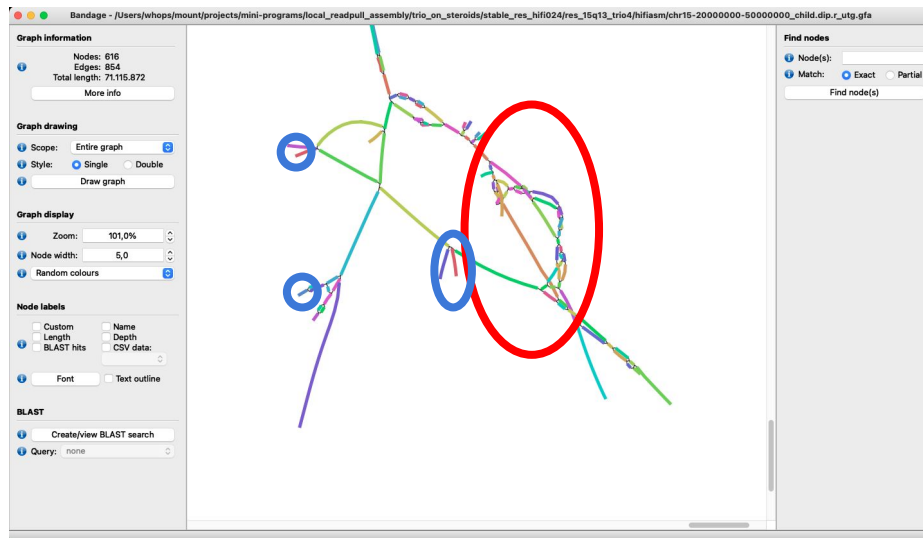 Bandage - /Users/whops/mount/projects/mini-programs/local_readpull_assembly/trio_on_steroids/stable_res_hifi024/res_15q13_trio4/hifiasm/chr15-20000000-50000000_child.dip.r_utg.gfa
Graph information
Nodes: 616
Edges: 854
Total length: 71.115.872
More info
Graph drawing
Scope: Entire graph
Style: Single Double
Draw graph
Graph display
Zoom: 101,0%
Node width: 5,0
Random colours
Node labels
Custom Name
Length Depth
BLAST hits CSV data:
Font Text outline
BLAST
Create/view BLAST search
Query: none
Find nodes
Node(s):
Match: Exact Partial
Find node(s)